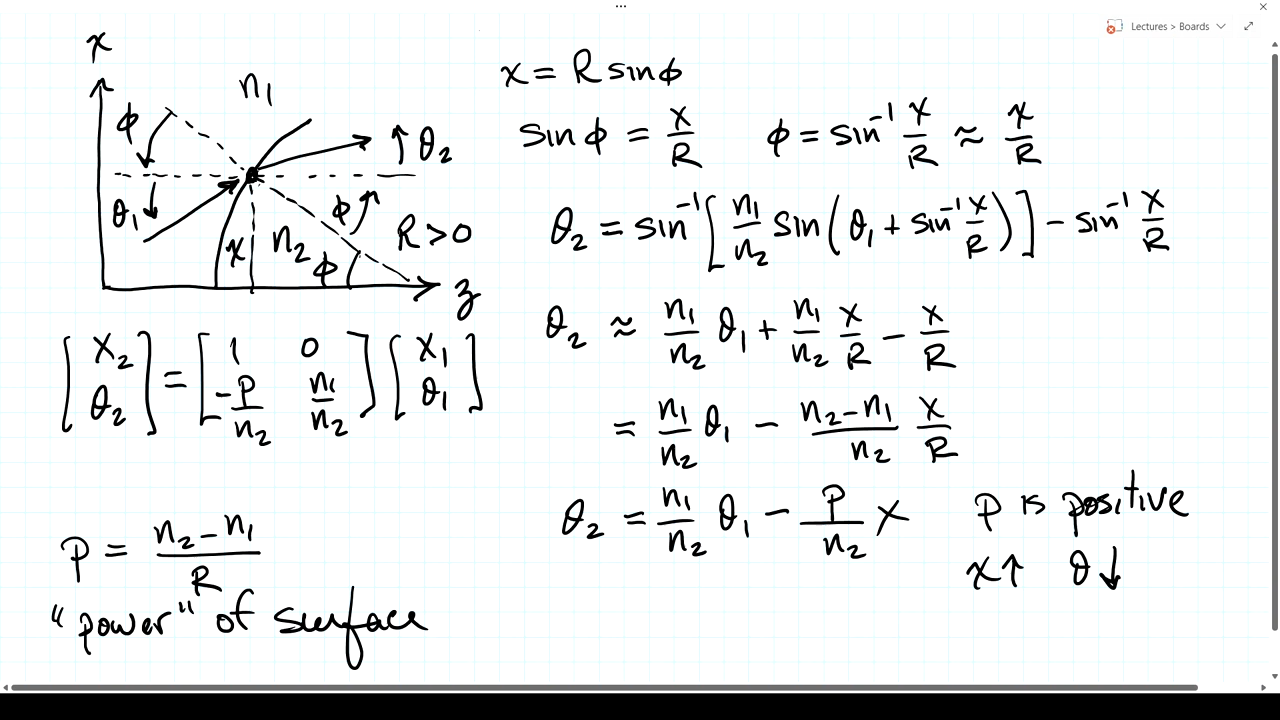 Lectures > Boards
x
n₁
ϕ
θ₂
θ₁
ϕ
R > 0
x
n₂
ϕ
z
[x₂ θ₂] = [1 0 -P/n₂ n₁/n₂] [x₁ θ₁]
P = (n₂ - n₁)/R
"power" of surface
x = R sin ϕ
sin ϕ = x/R ϕ = sin⁻¹ x/R ≈ x/R
θ₂ = sin⁻¹ [n₁/n₂ sin(θ₁ + sin⁻¹ x/R)] - sin⁻¹ x/R
θ₂ ≈ n₁/n₂ θ₁ + n₁/n₂ x/R - x/R
= n₁/n₂ θ₁ - (n₂-n₁)/n₂ x/R
θ₂ = n₁/n₂ θ₁ - P/n₂ x
P is positive
x↑ θ↓